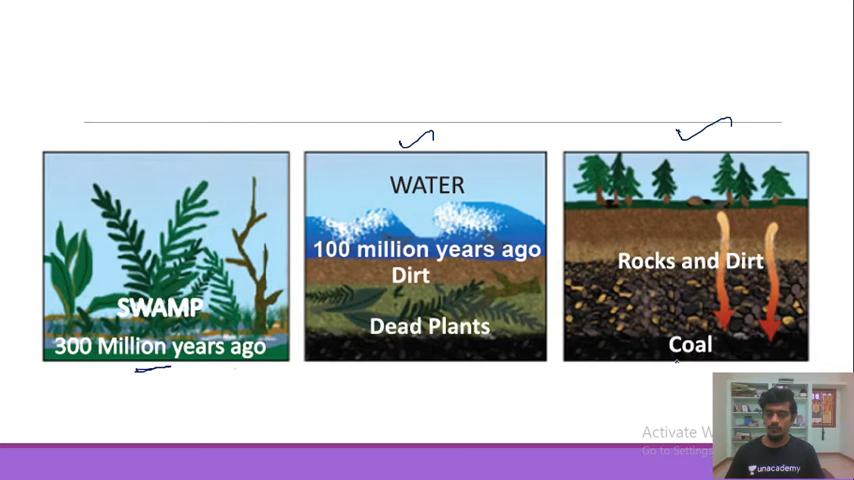 SWAMP
300 Million years ago
WATER
100 million years ago
Dirt
Dead Plants
Rocks and Dirt
Coal
Activate W
Go to Settings
unacademy